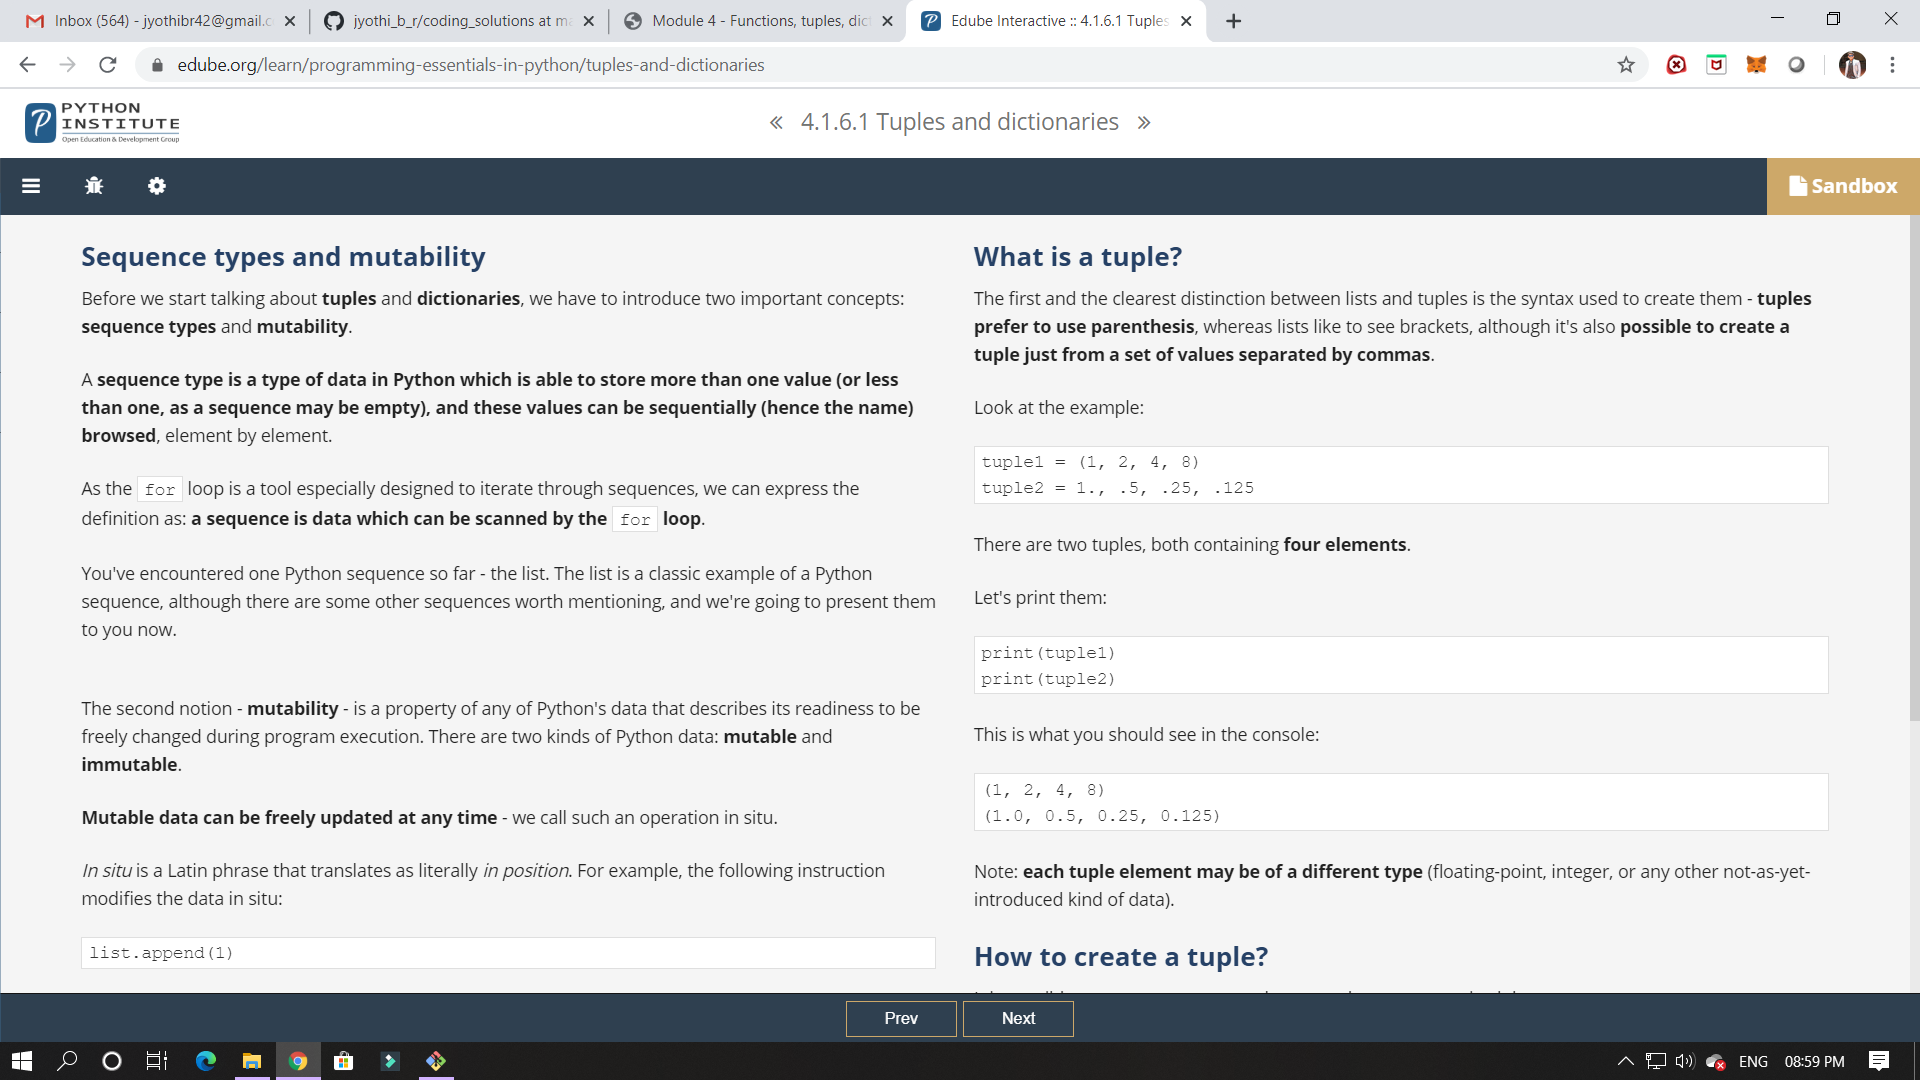 Inbox (564) - jyothibr42@gmail.c
jyothi_b_r/coding_solutions at ma
Module 4 - Functions, tuples, dict
Edube Interactive :: 4.1.6.1 Tuples
edube.org/learn/programming-essentials-in-python/tuples-and-dictionaries
PYTHON
INSTITUTE
Open Education & Development Group
« 4.1.6.1 Tuples and dictionaries »
Sandbox
Sequence types and mutability
Before we start talking about tuples and dictionaries, we have to introduce two important concepts:
sequence types and mutability.
A sequence type is a type of data in Python which is able to store more than one value (or less
than one, as a sequence may be empty), and these values can be sequentially (hence the name)
browsed, element by element.
As the for loop is a tool especially designed to iterate through sequences, we can express the
definition as: a sequence is data which can be scanned by the for loop.
You've encountered one Python sequence so far - the list. The list is a classic example of a Python
sequence, although there are some other sequences worth mentioning, and we're going to present them
to you now.
The second notion - mutability - is a property of any of Python's data that describes its readiness to be
freely changed during program execution. There are two kinds of Python data: mutable and
immutable.
Mutable data can be freely updated at any time - we call such an operation in situ.
In situ is a Latin phrase that translates as literally in position. For example, the following instruction
modifies the data in situ:
list.append(1)
What is a tuple?
The first and the clearest distinction between lists and tuples is the syntax used to create them - tuples
prefer to use parenthesis, whereas lists like to see brackets, although it's also possible to create a
tuple just from a set of values separated by commas.
Look at the example:
tuple1 = (1, 2, 4, 8)
tuple2 = 1., .5, .25, .125
There are two tuples, both containing four elements.
Let's print them:
print(tuple1)
print(tuple2)
This is what you should see in the console:
(1, 2, 4, 8)
(1.0, 0.5, 0.25, 0.125)
Note: each tuple element may be of a different type (floating-point, integer, or any other not-as-yet-
introduced kind of data).
How to create a tuple?
Prev
Next
ENG
08:59 PM